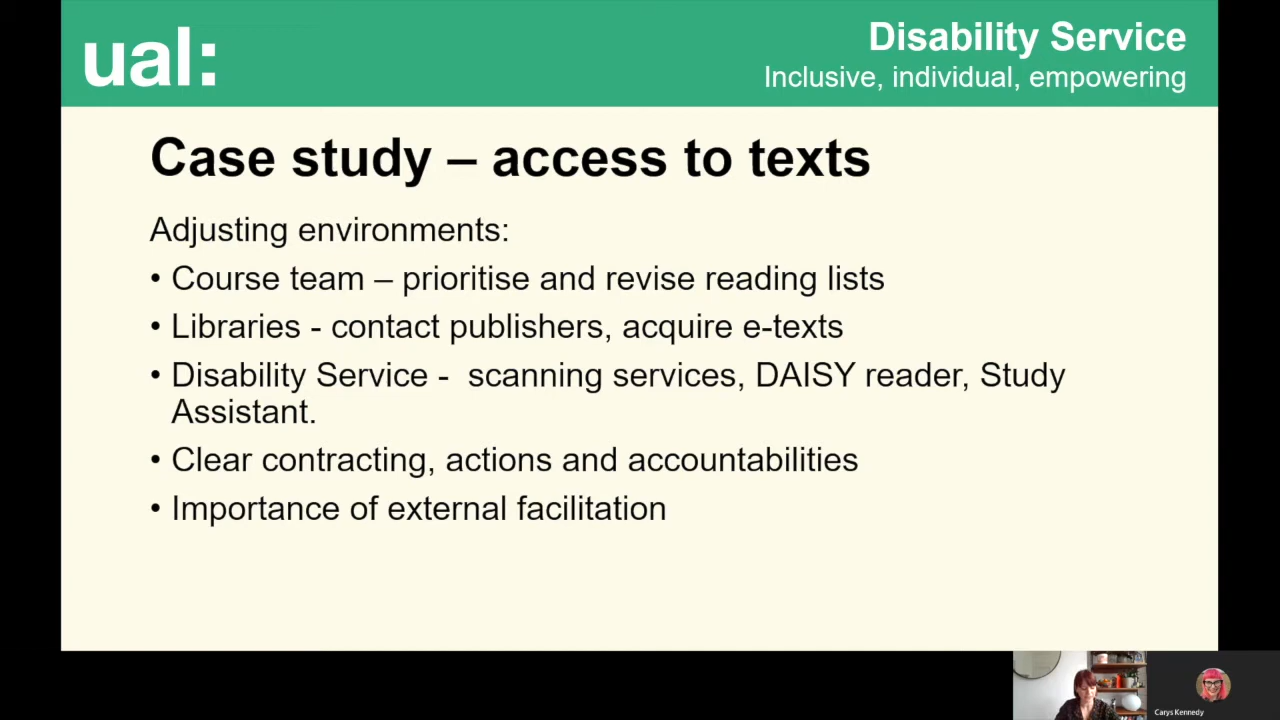 ual:
Disability Service
Inclusive, individual, empowering
Case study – access to texts
Adjusting environments:
• Course team – prioritise and revise reading lists
• Libraries - contact publishers, acquire e-texts
• Disability Service -  scanning services, DAISY reader, Study
Assistant.
• Clear contracting, actions and accountabilities
• Importance of external facilitation
Carys Kennedy